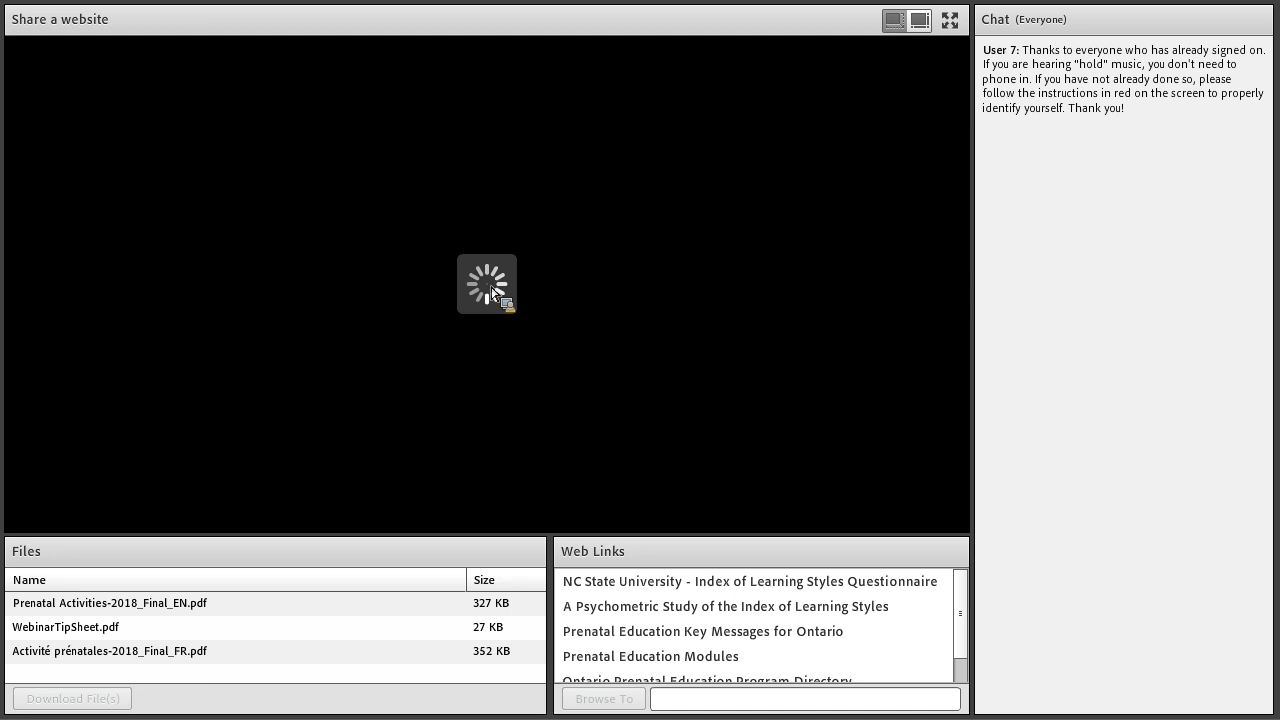 Share a website
Chat (Everyone)
User 7: Thanks to everyone who has already signed on.
If you are hearing "hold" music, you don't need to
phone in. If you have not already done so, please
follow the instructions in red on the screen to properly
identify yourself. Thank you!
Files
Name Size
Prenatal Activities-2018_Final_EN.pdf 327 KB
WebinarTipSheet.pdf 27 KB
Activité prénatales-2018_Final_FR.pdf 352 KB
Download File(s)
Web Links
NC State University - Index of Learning Styles Questionnaire
A Psychometric Study of the Index of Learning Styles
Prenatal Education Key Messages for Ontario
Prenatal Education Modules
Ontario Prenatal Education Program Directory
Browse To